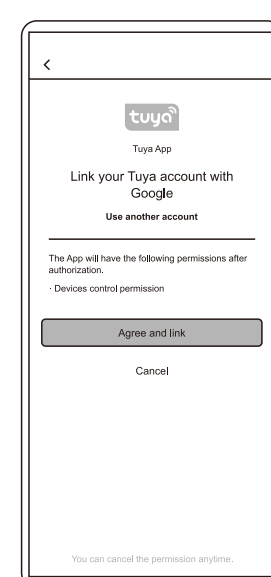 tuya
Tuya App
Link your Tuya account with
Google
Use another account
The App will have the following permissions after
authorization.
· Devices control permission
Agree and link
Cancel
You can cancel the permission anytime.